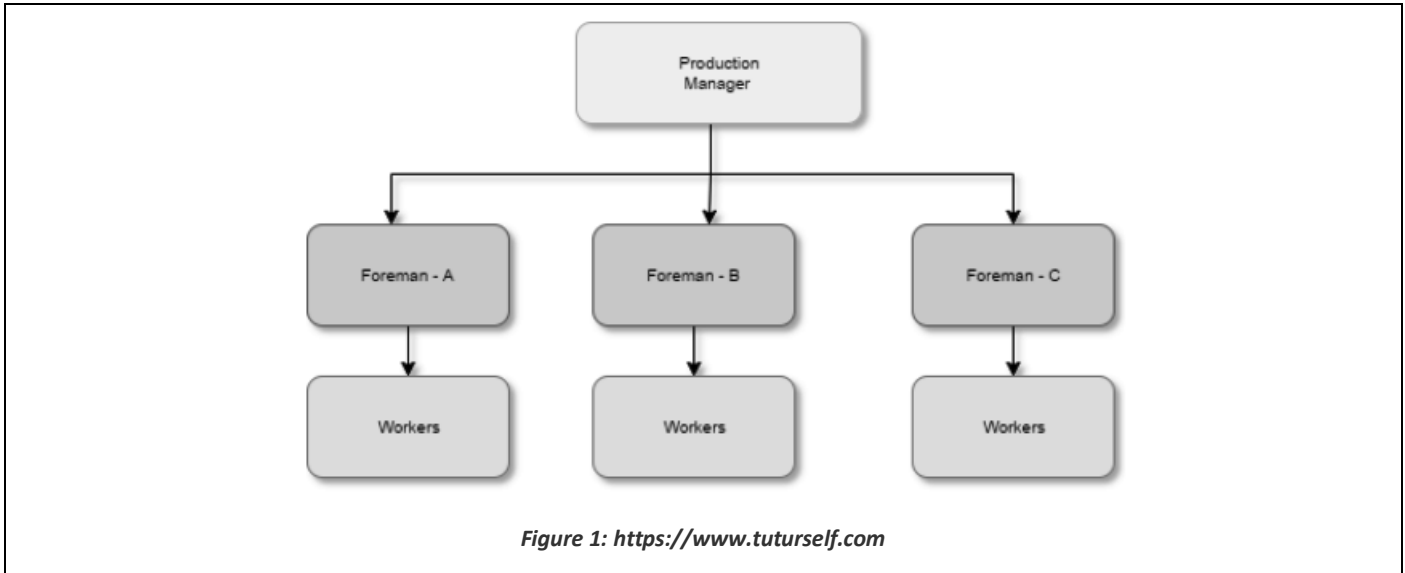 Production
Manager
Foreman - A
Foreman - B
Foreman - C
Workers
Workers
Workers
Figure 1: https://www.tuturself.com